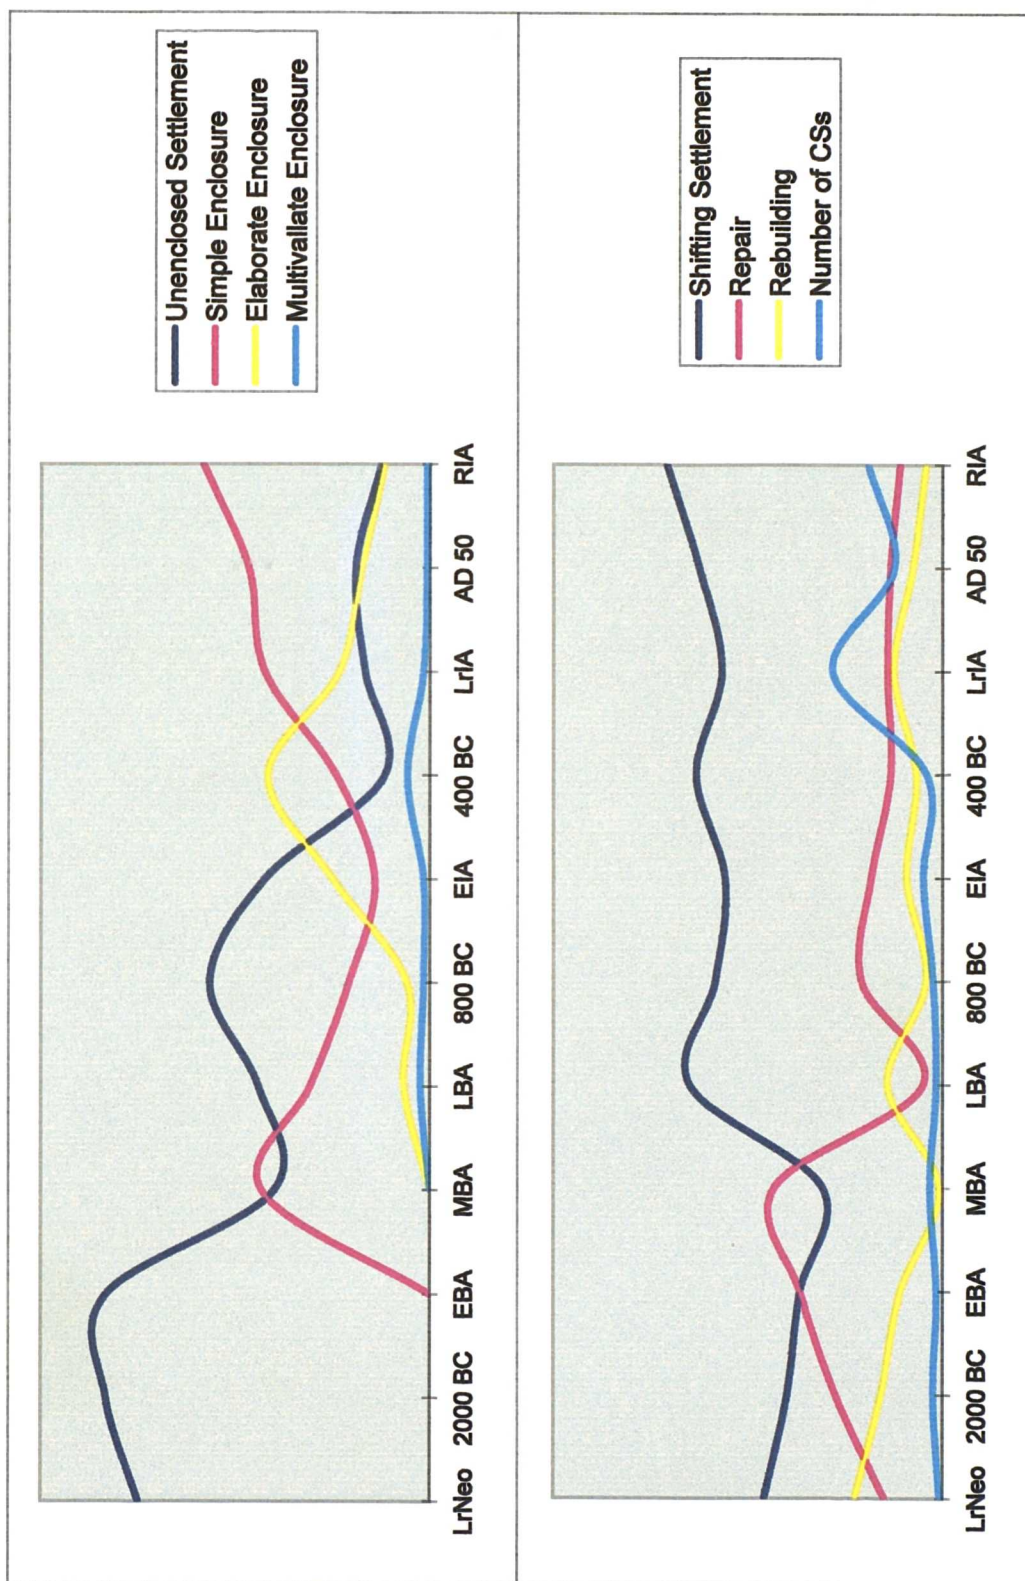 Unenclosed Settlement
Simple Enclosure
Elaborate Enclosure
Multivallate Enclosure
LrNeo 2000 BC EBA MBA LBA 800 BC EIA 400 BC LrIA AD 50 RIA
Shifting Settlement
Repair
Rebuilding
Number of CSs
LrNeo 2000 BC EBA MBA LBA 800 BC EIA 400 BC LrIA AD 50 RIA